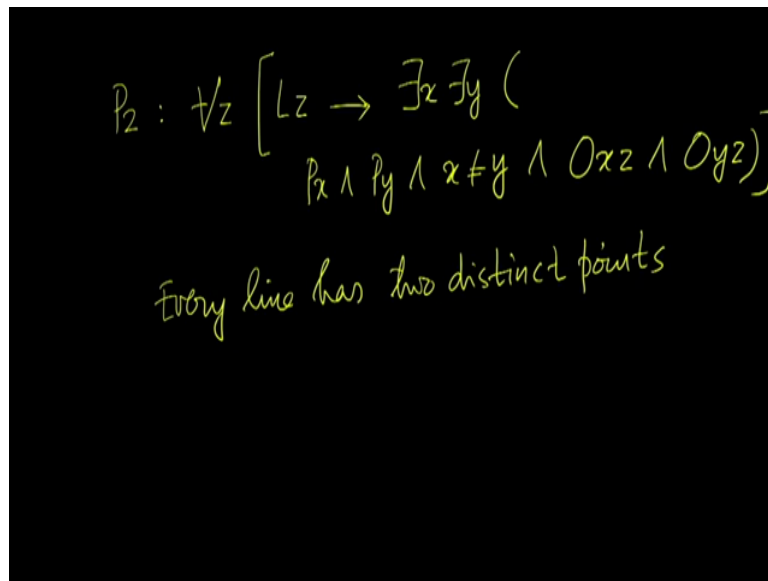 P2 : ∀z [ Lz → ∃x ∃y (
Px ∧ Py ∧ x ≠ y ∧ Oxz ∧ Oyz)]
Every line has two distinct points